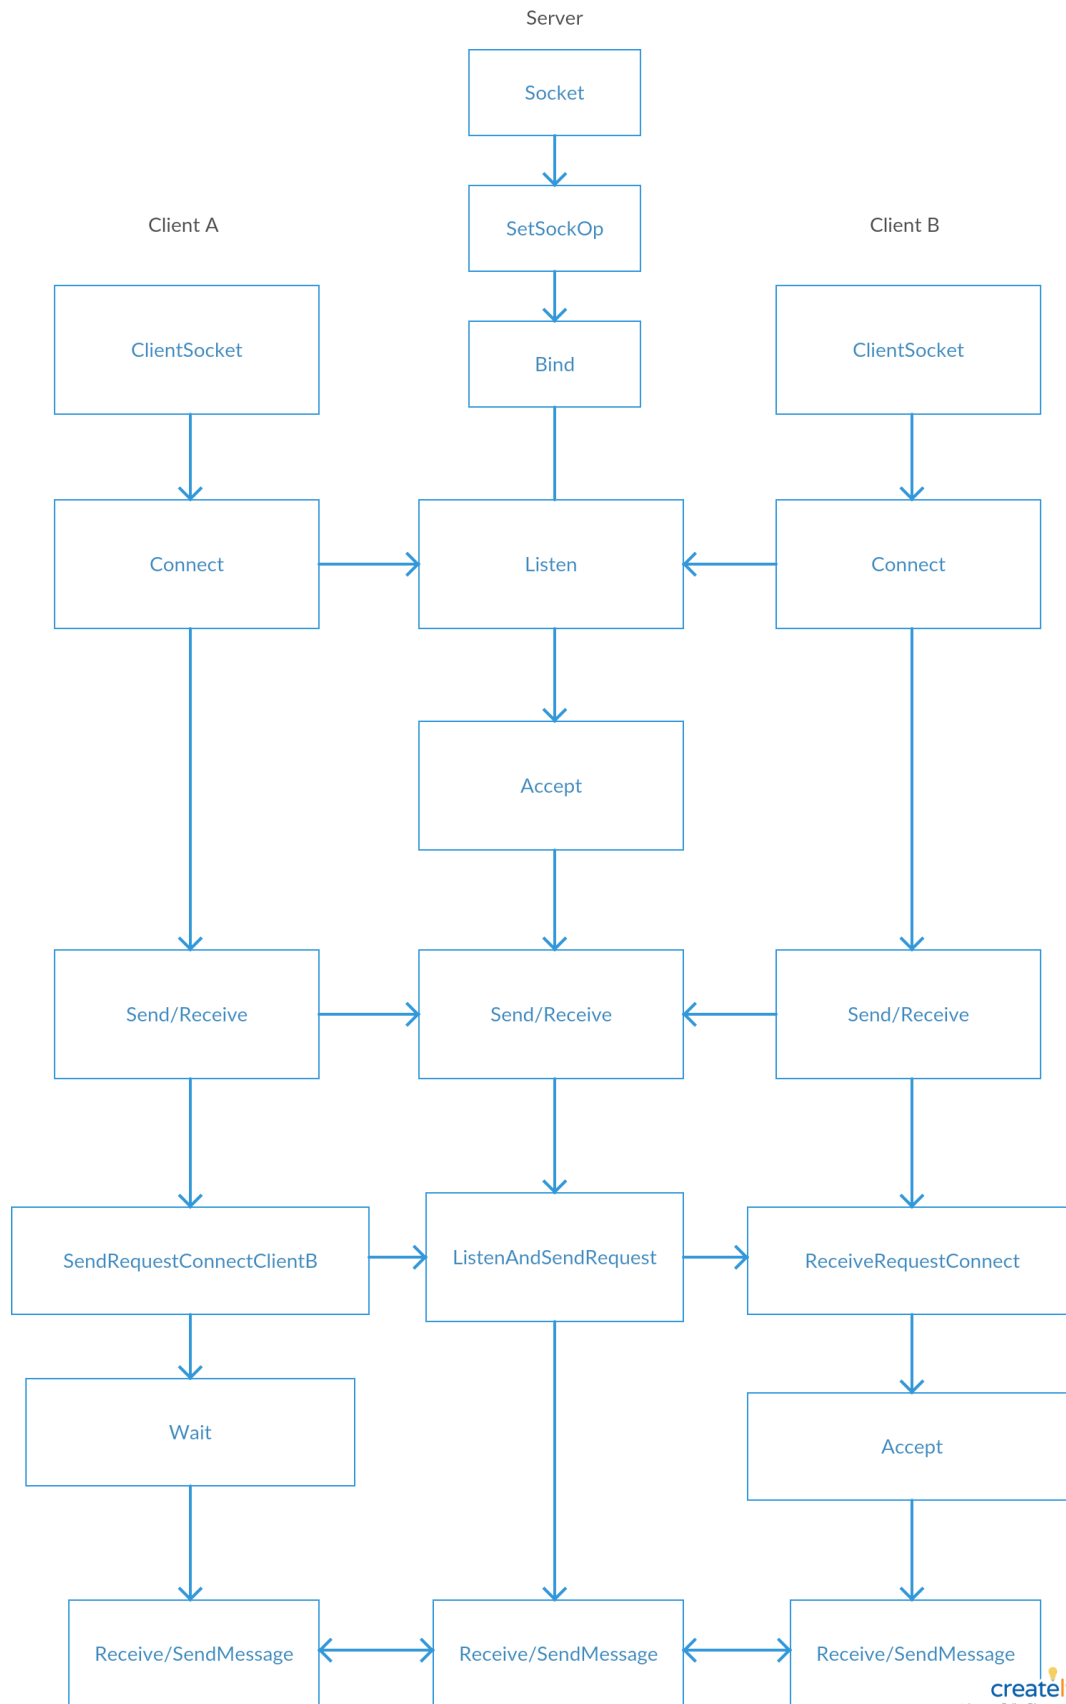 Server
Socket
SetSockOp
Client A
Client B
Bind
ClientSocket
ClientSocket
Connect
Listen
Connect
Accept
Send/Receive
Send/Receive
Send/Receive
SendRequestConnectClientB
ListenAndSendRequest
ReceiveRequestConnect
Wait
Accept
Receive/SendMessage
Receive/SendMessage
Receive/SendMessage